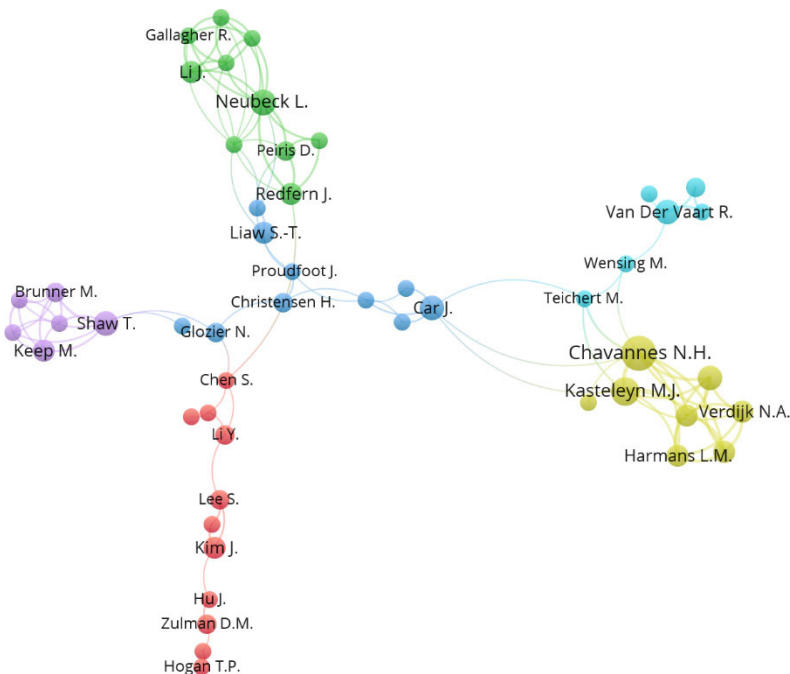 Gallagher R.
Li J.
Neubeck L.
Peiris D.
Redfern J.
Van Der Vaart R.
Liaw S.-T.
Wensing M.
Proudfoot J.
Brunner M.
Christensen H.
Teichert M.
Car J.
Shaw T.
Glozier N.
Keep M.
Chavannes N.H.
Chen S.
Kasteleyn M.J.
Verdijk N.A.
Li Y.
Harmans L.M.
Lee S.
Kim J.
Hu J.
Zulman D.M.
Hogan T.P.